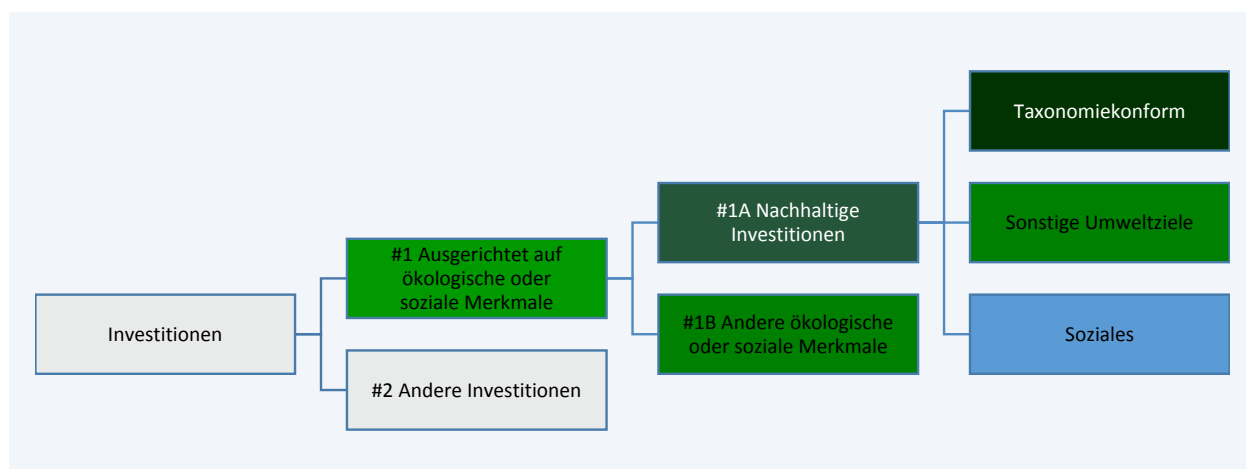 Investitionen
#1 Ausgerichtet auf
ökologische oder
soziale Merkmale
#2 Andere Investitionen
#1A Nachhaltige
Investitionen
#1B Andere ökologische
oder soziale Merkmale
Taxonomiekonform
Sonstige Umweltziele
Soziales